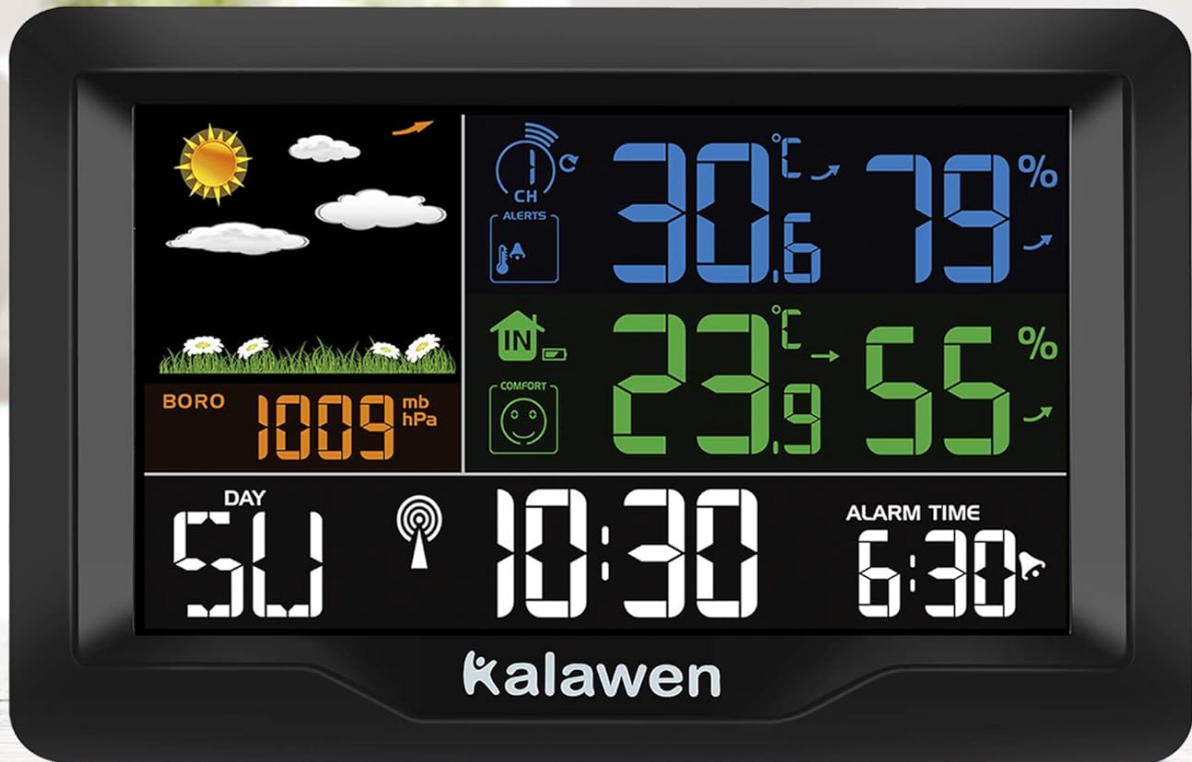 1
CH
°C
30.6
79
%
ALERTS
IN
°C
23.9
55
%
COMFORT
BORO
1009
mb
hPa
DAY
SU
10:30
ALARM TIME
6:30
kalawen